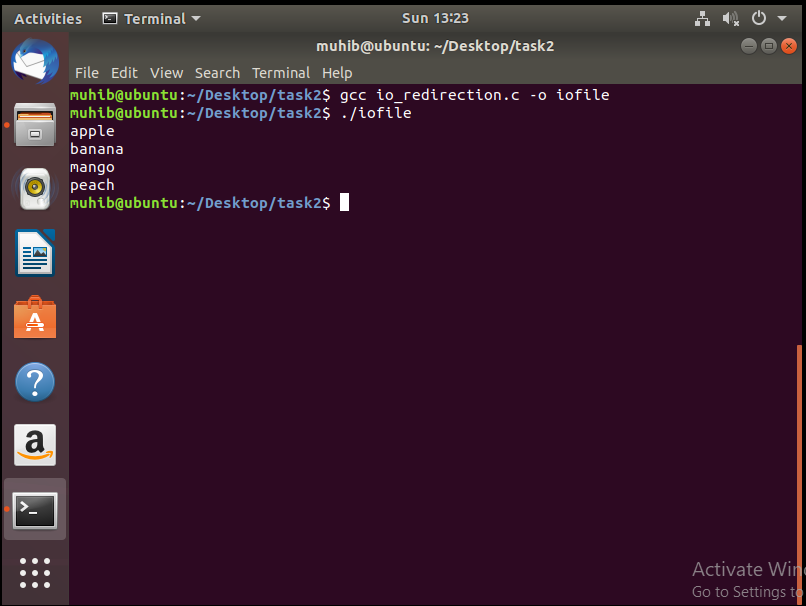 Activities Terminal Sun 13:23
muhib@ubuntu: ~/Desktop/task2
File Edit View Search Terminal Help
muhib@ubuntu:~/Desktop/task2$ gcc io_redirection.c -o iofile
muhib@ubuntu:~/Desktop/task2$ ./iofile
apple
banana
mango
peach
muhib@ubuntu:~/Desktop/task2$
Activate Win
Go to Settings to